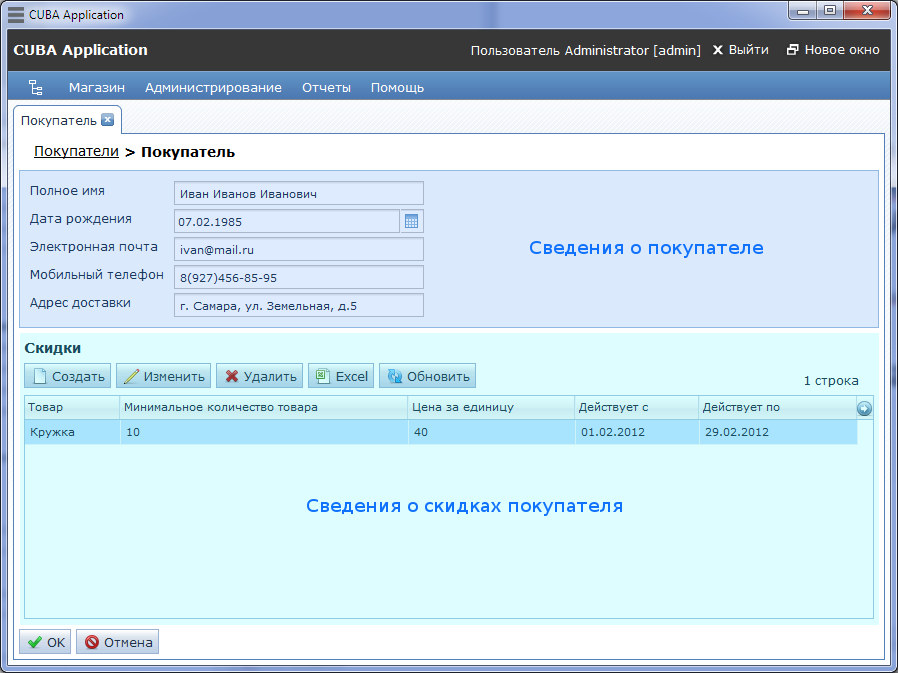 CUBA Application
CUBA Application Пользователь Administrator [admin] Выйти Новое окно
Магазин Администрирование Отчеты Помощь
Покупатель
Покупатели > Покупатель
Полное имя Иван Иванов Иванович
Дата рождения 07.02.1985
Электронная почта ivan@mail.ru
Сведения о покупателе
Мобильный телефон 8(927)456-85-95
Адрес доставки г. Самара, ул. Земельная, д.5
Скидки
Создать Изменить Удалить Excel Обновить 1 строка
Товар Минимальное количество товара Цена за единицу Действует с Действует по
Кружка 10 40 01.02.2012 29.02.2012
Сведения о скидках покупателя
OK Отмена